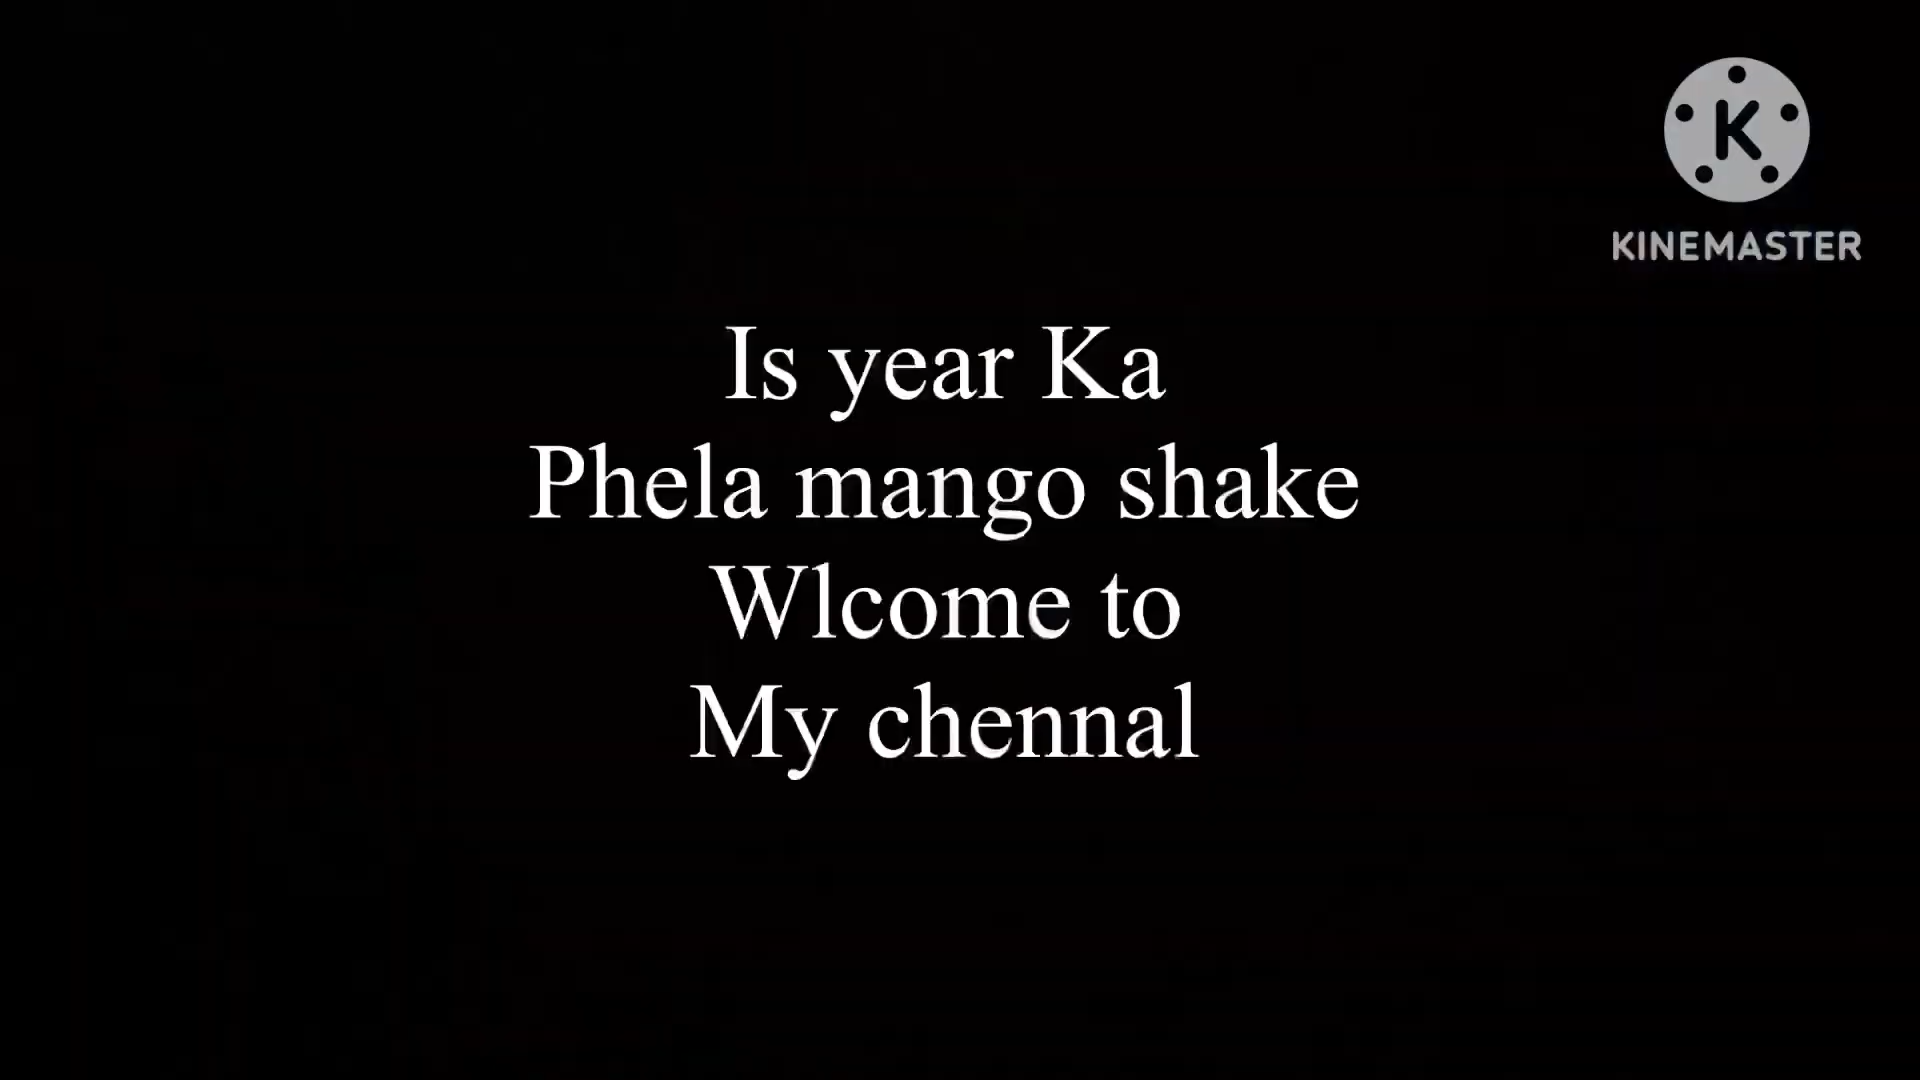 KINEMASTER
Is year Ka
Phela mango shake
Wlcome to
My chennal